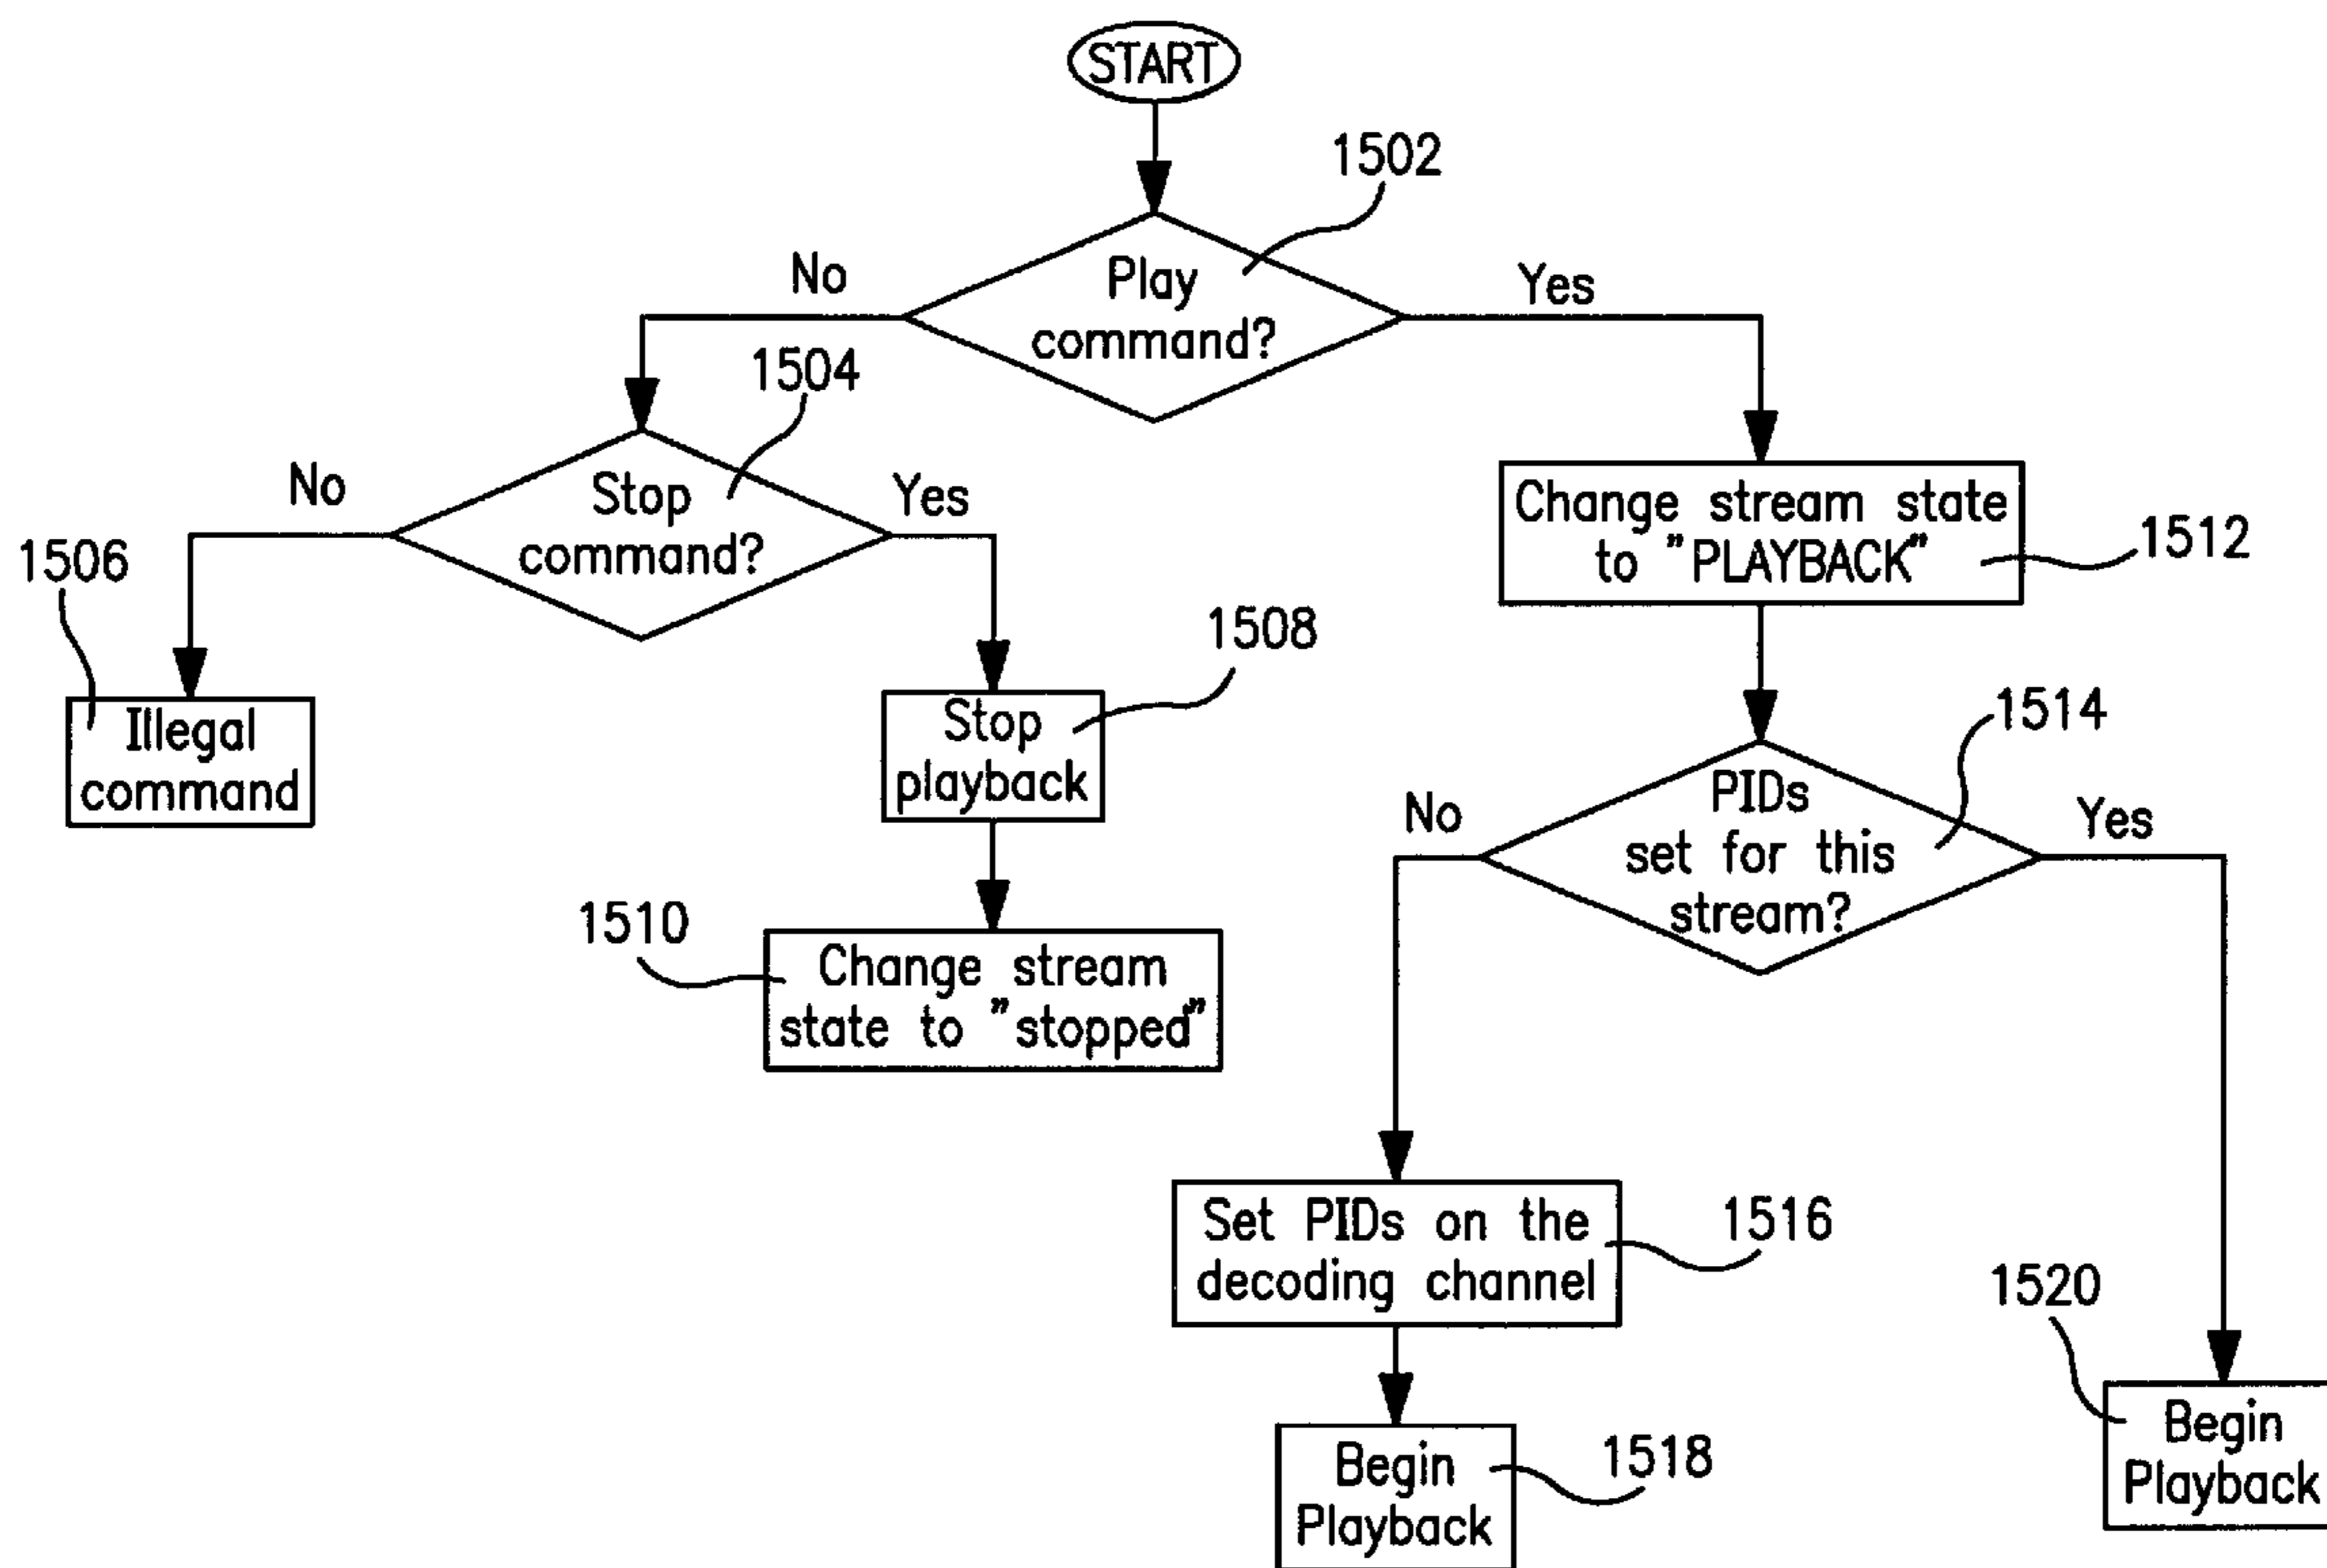 START
1502
Play
command?
No
Yes
1504
Stop
command?
No
Yes
Change stream state
to "PLAYBACK"
1512
1506
Illegal
command
1508
Stop
playback
1514
PIDs
set for this
stream?
No
Yes
1510
Change stream
state to "stopped"
Set PIDs on the
decoding channel
1516
1520
Begin
Playback
Begin
Playback
1518